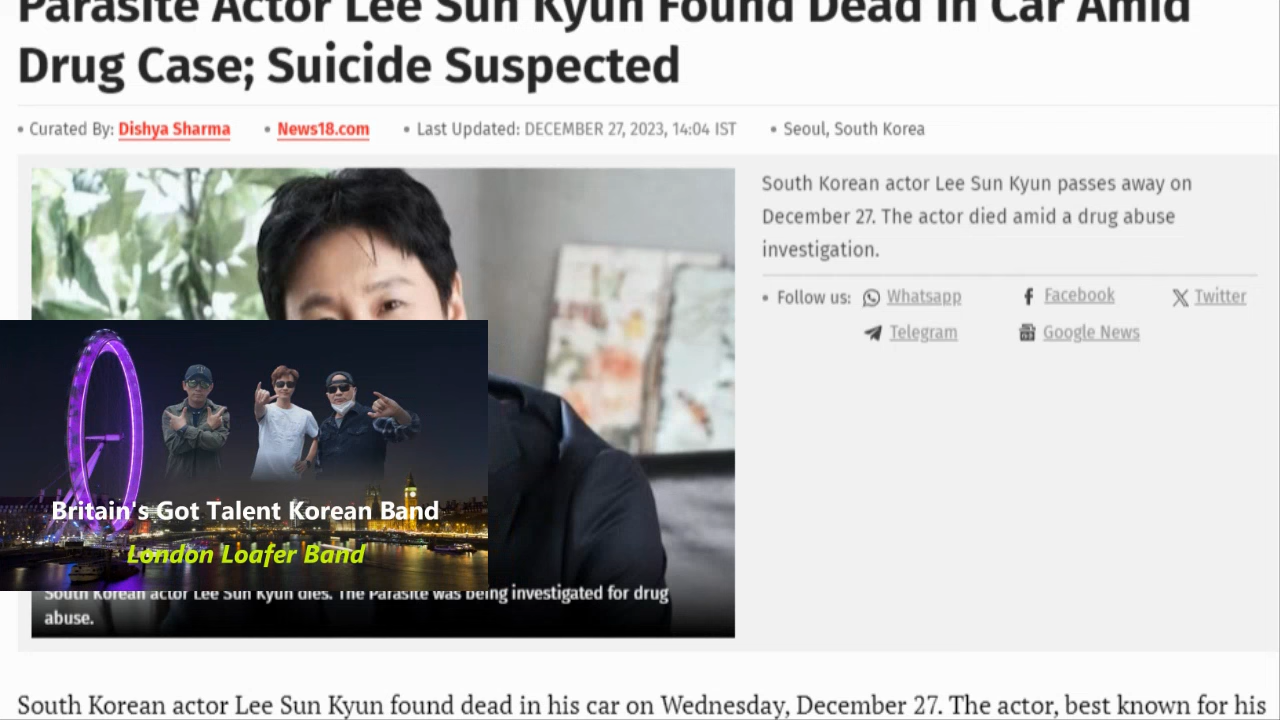 Parasite Actor Lee Sun Kyun Found Dead in Car Amid
Drug Case; Suicide Suspected
• Curated By: Dishya Sharma • News18.com • Last Updated: DECEMBER 27, 2023, 14:04 IST • Seoul, South Korea
South Korean actor Lee Sun Kyun passes away on
December 27. The actor died amid a drug abuse
investigation.
• Follow us: Whatsapp Facebook Twitter
Telegram Google News
Britain's Got Talent Korean Band
London Loafer Band
South Korean actor Lee Sun Kyun dies. The Parasite was being investigated for drug
abuse.
South Korean actor Lee Sun Kyun found dead in his car on Wednesday, December 27. The actor, best known for his